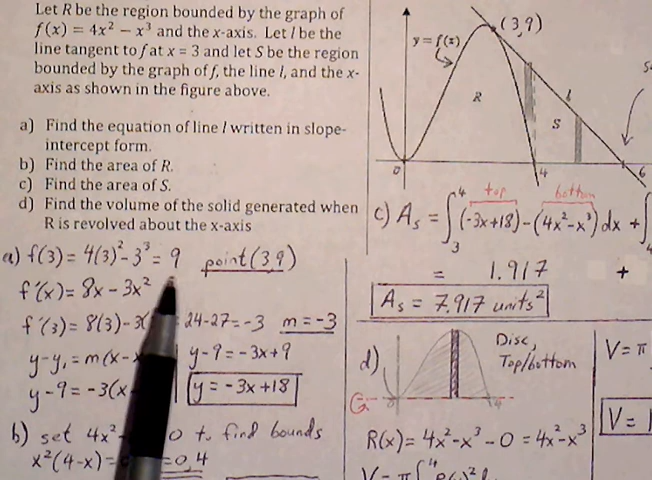 Let R be the region bounded by the graph of
f(x) = 4x² − x³ and the x-axis. Let l be the
line tangent to f at x = 3 and let S be the region
bounded by the graph of f, the line l, and the x-
axis as shown in the figure above.
a) Find the equation of line l written in slope-
intercept form.
b) Find the area of R.
c) Find the area of S.
d) Find the volume of the solid generated when
R is revolved about the x-axis
a) f(3) = 4(3)² − 3³ = 9 point (3,9)
f'(x) = 8x − 3x²
f'(3) = 8(3) − 3( = 24−27 = −3 m = −3
y−y₁ = m(x− y−9 = −3x+9
y−9 = −3(x y = −3x+18
b) set 4x² 0 to find bounds
x²(4−x) = 0,4
y = f(x)
(3,9)
R
S
l
0
4
6
top bottom
c) A_s = ∫₃⁴ (−3x+18) − (4x²−x³) dx + ∫
= 1.917 +
A_s = 7.917 units²
d)
Disc,
Top/bottom
0
4
R(x) = 4x²−x³ − 0 = 4x²−x³
V = π
V =